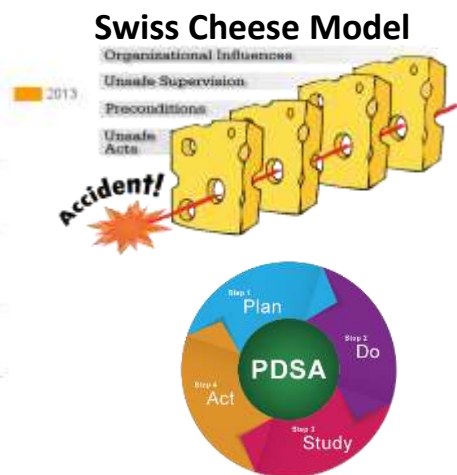 Swiss Cheese Model
Organizational Influences
2013
Unsafe Supervision
Preconditions
Unsafe
Acts
Accident!
Step 1
Plan
Step 2
Do
PDSA
Step 4
Act
Step 3
Study